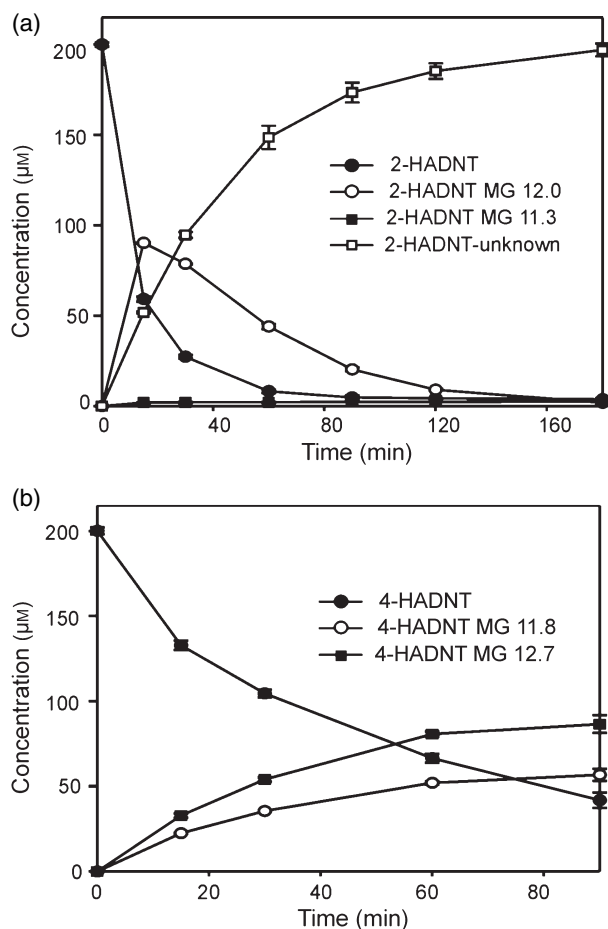 (a)
200
150
100
50
0
Concentration (µM)
2-HADNT
2-HADNT MG 12.0
2-HADNT MG 11.3
2-HADNT-unknown
0 40 80 120 160
Time (min)
(b)
200
150
100
50
0
Concentration (µM)
4-HADNT
4-HADNT MG 11.8
4-HADNT MG 12.7
0 20 40 60 80
Time (min)